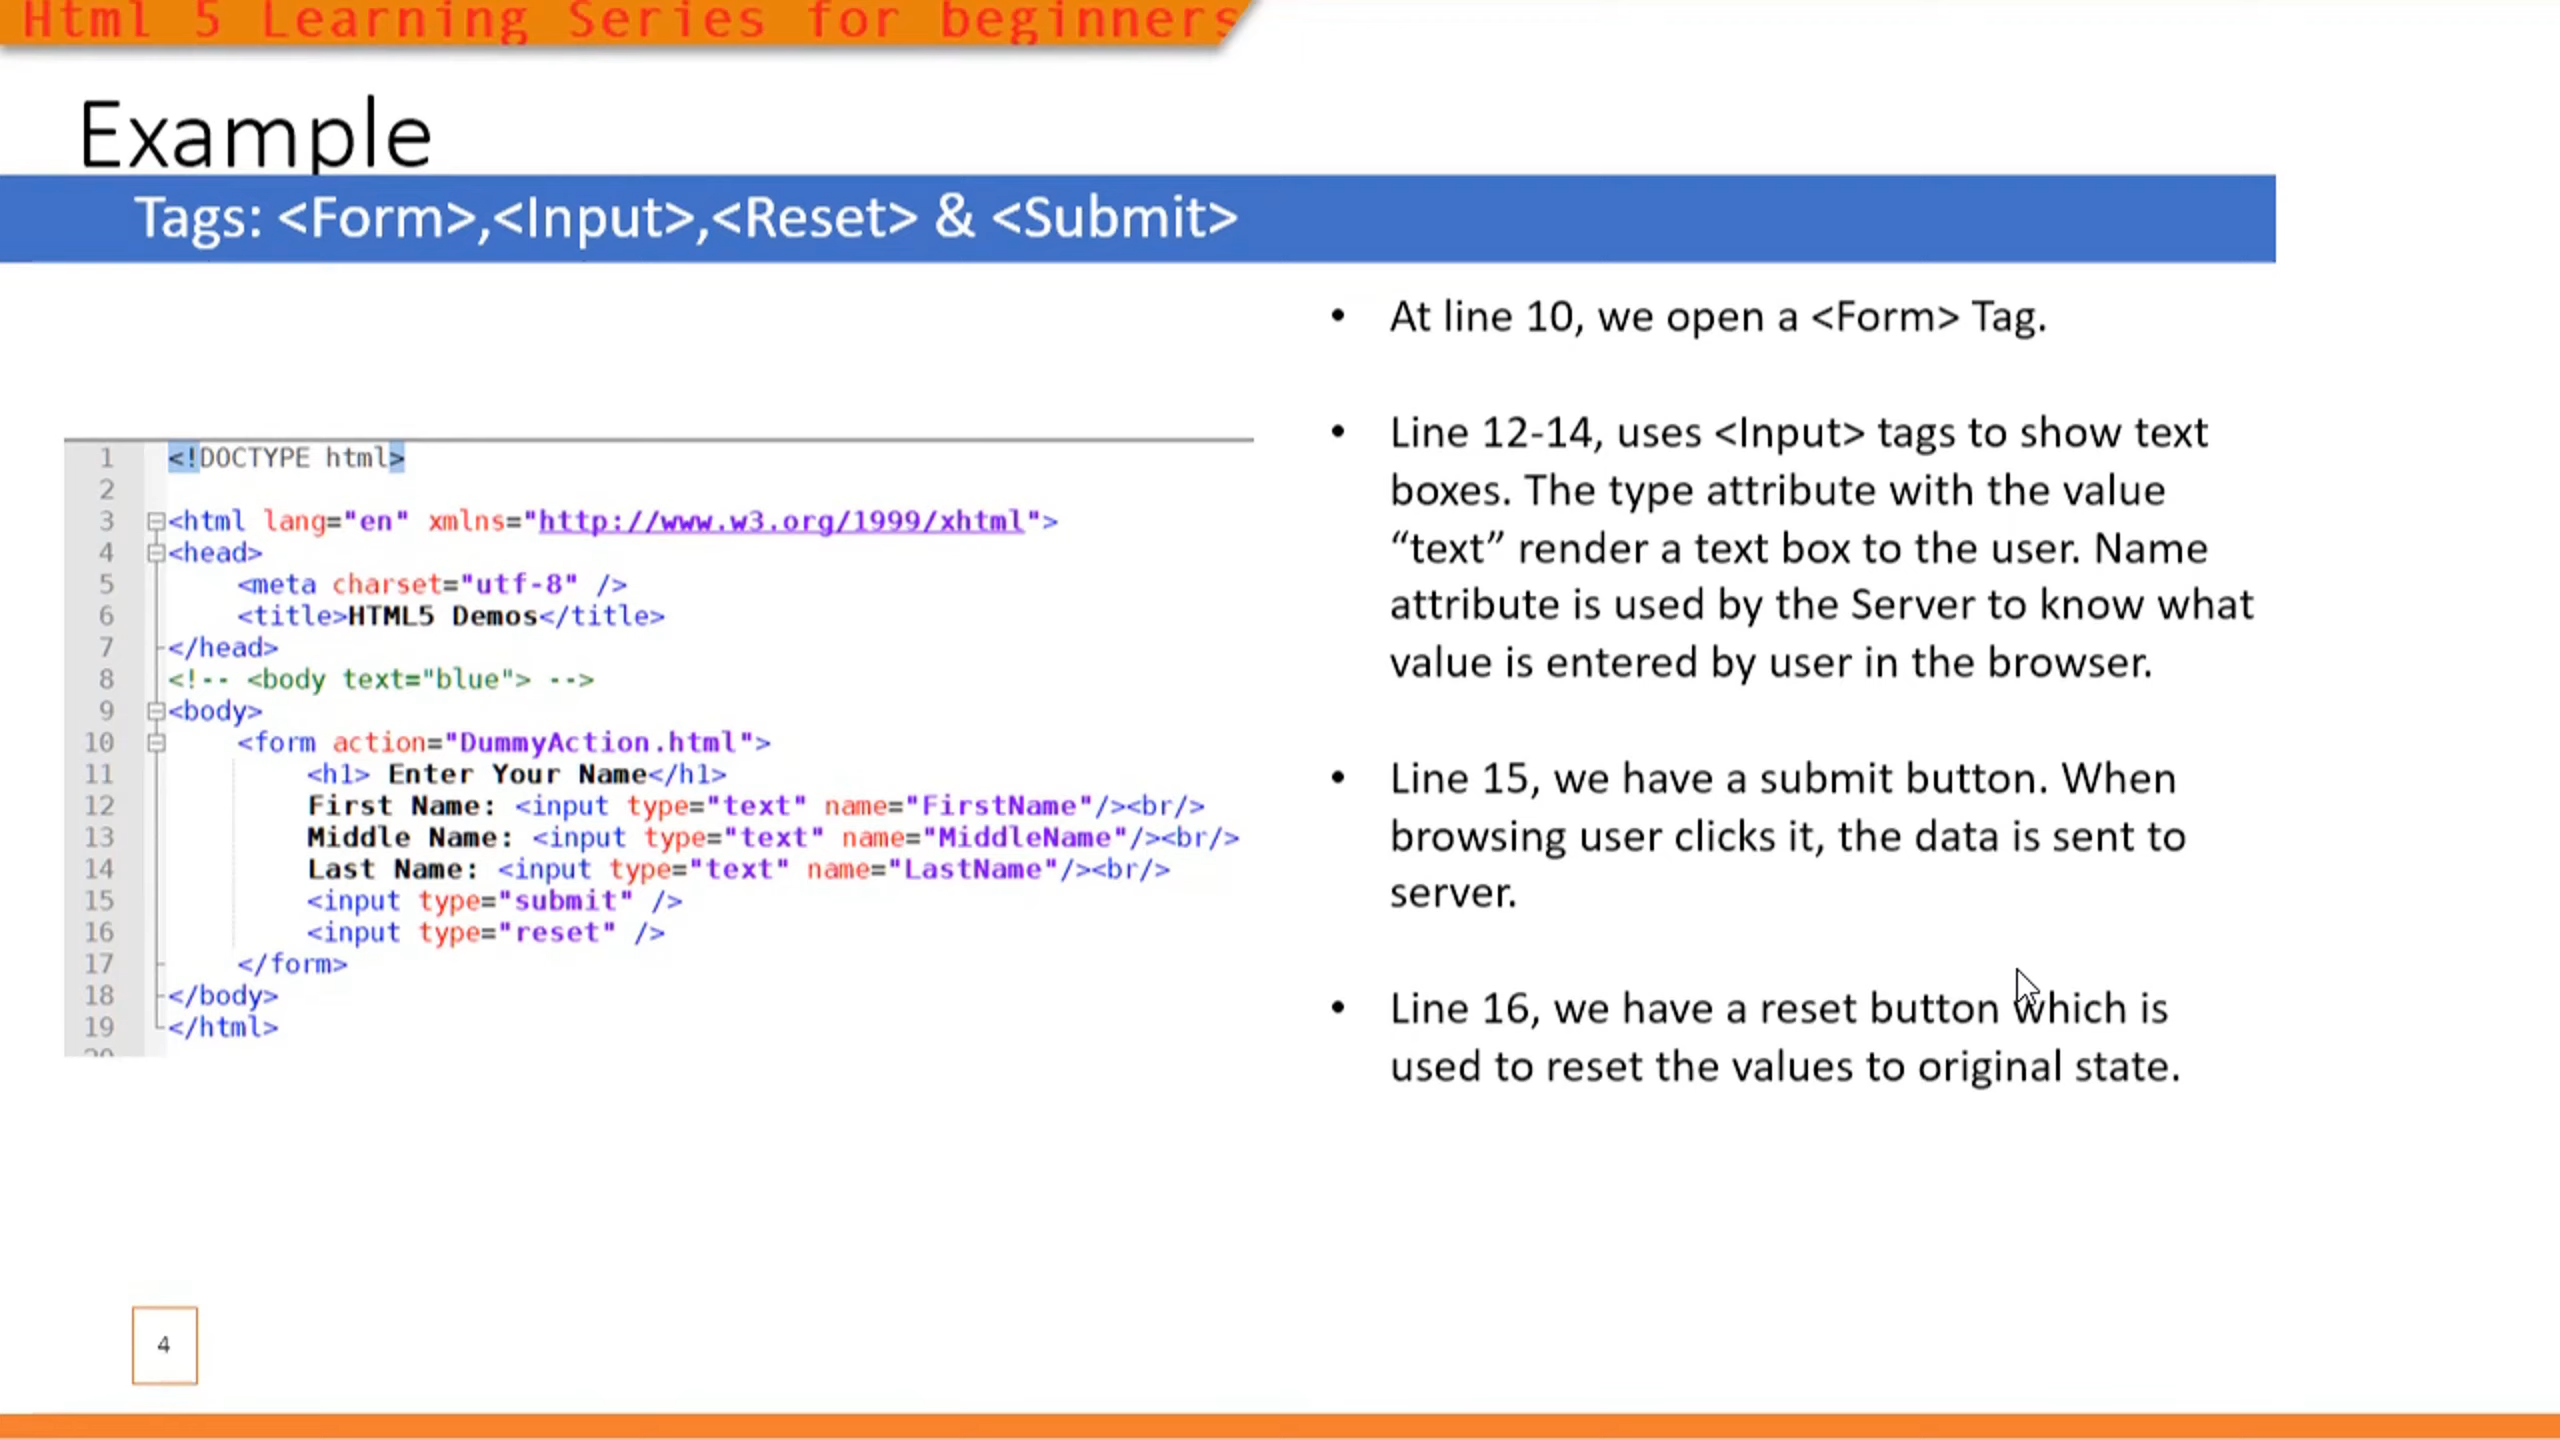 Html 5 Learning Series for beginners
Example
Tags: <Form>,<Input>,<Reset> & <Submit>
1 <!DOCTYPE html>
2
3 <html lang="en" xmlns="http://www.w3.org/1999/xhtml">
4 <head>
5 <meta charset="utf-8" />
6 <title>HTML5 Demos</title>
7 </head>
8 <!-- <body text="blue"> -->
9 <body>
10 <form action="DummyAction.html">
11 <h1> Enter Your Name</h1>
12 First Name: <input type="text" name="FirstName"/><br/>
13 Middle Name: <input type="text" name="MiddleName"/><br/>
14 Last Name: <input type="text" name="LastName"/><br/>
15 <input type="submit" />
16 <input type="reset" />
17 </form>
18 </body>
19 </html>
20
• At line 10, we open a <Form> Tag.
• Line 12-14, uses <Input> tags to show text
boxes. The type attribute with the value
“text” render a text box to the user. Name
attribute is used by the Server to know what
value is entered by user in the browser.
• Line 15, we have a submit button. When
browsing user clicks it, the data is sent to
server.
• Line 16, we have a reset button which is
used to reset the values to original state.
4